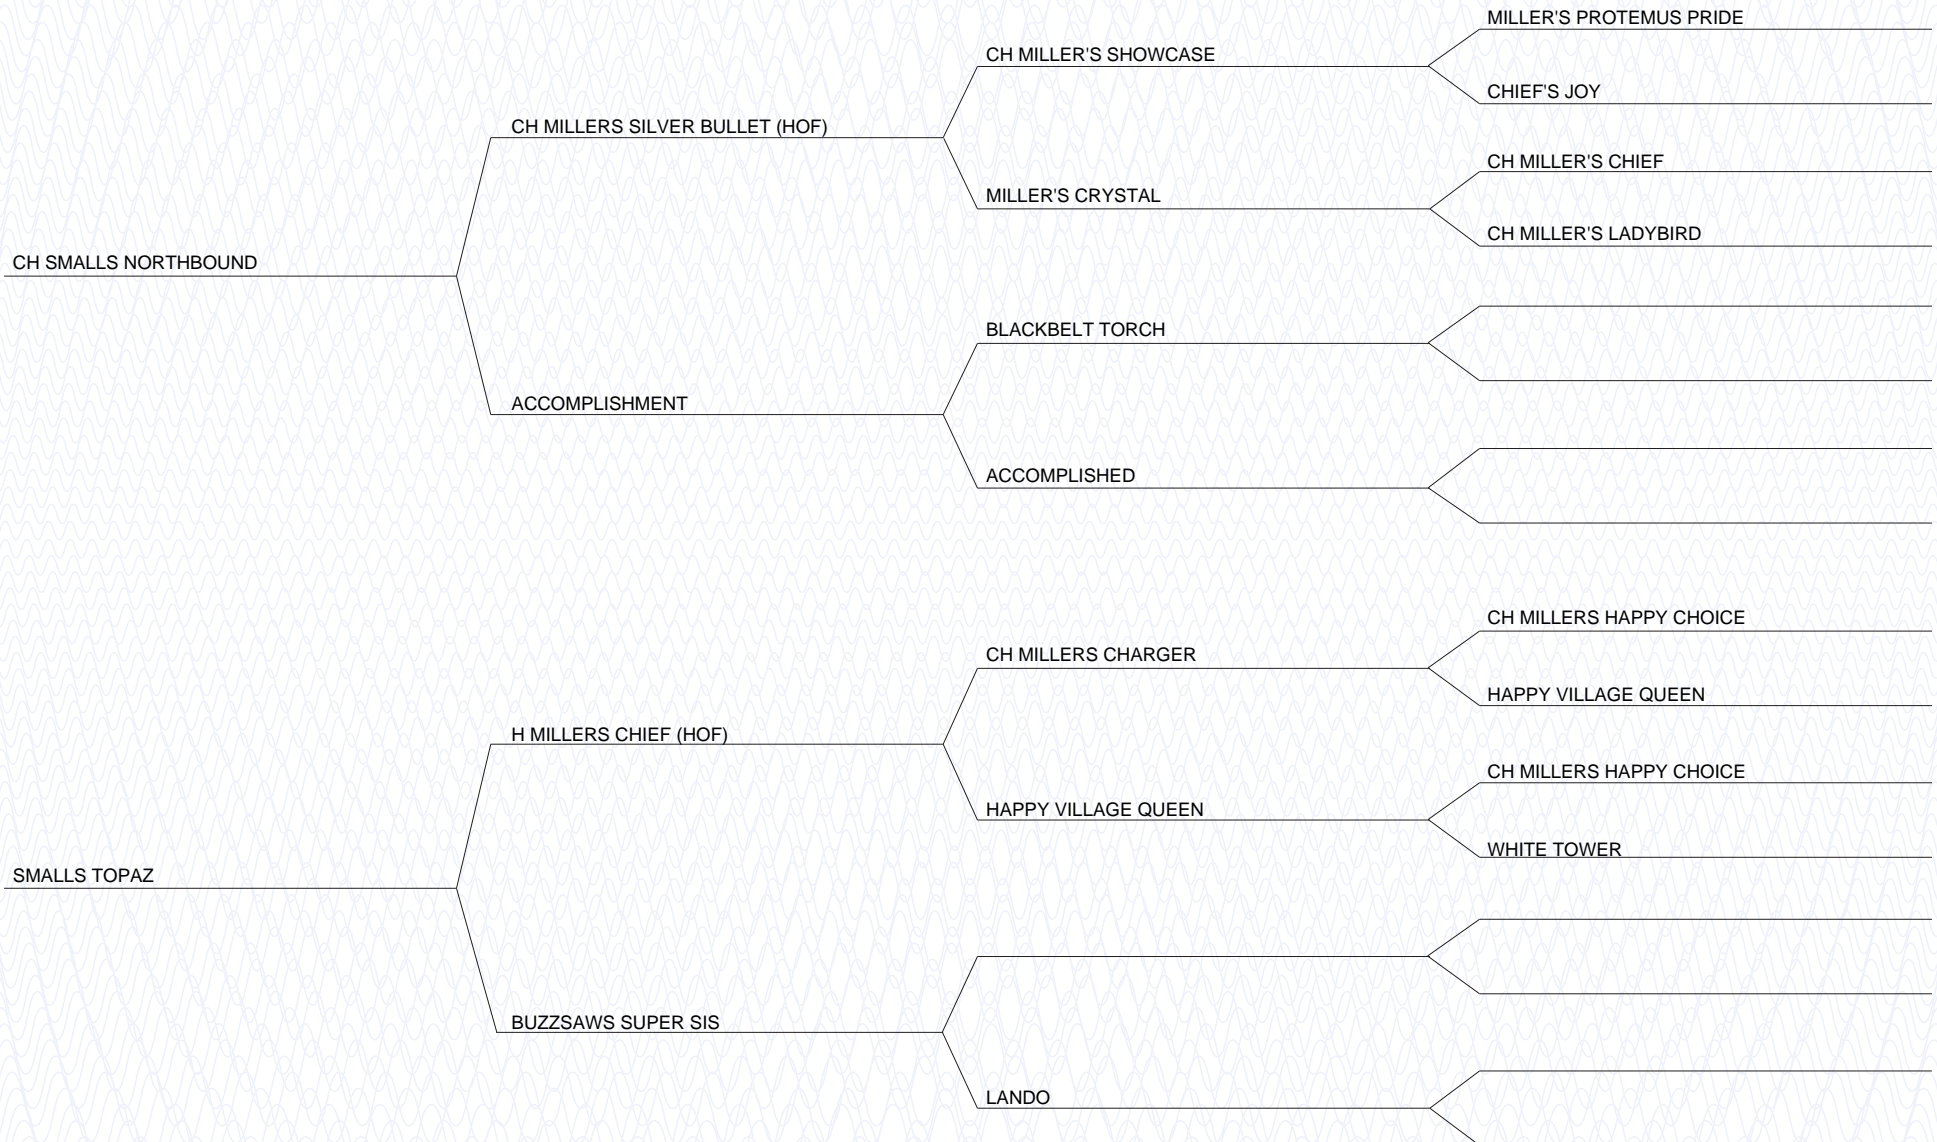 MILLER'S PROTEMUS PRIDE
CH MILLER'S SHOWCASE
CHIEF'S JOY
CH MILLERS SILVER BULLET (HOF)
CH MILLER'S CHIEF
MILLER'S CRYSTAL
CH MILLER'S LADYBIRD
CH SMALLS NORTHBOUND
BLACKBELT TORCH
ACCOMPLISHMENT
ACCOMPLISHED
CH MILLERS HAPPY CHOICE
CH MILLERS CHARGER
HAPPY VILLAGE QUEEN
H MILLERS CHIEF (HOF)
CH MILLERS HAPPY CHOICE
HAPPY VILLAGE QUEEN
WHITE TOWER
SMALLS TOPAZ
BUZZSAWS SUPER SIS
LANDO